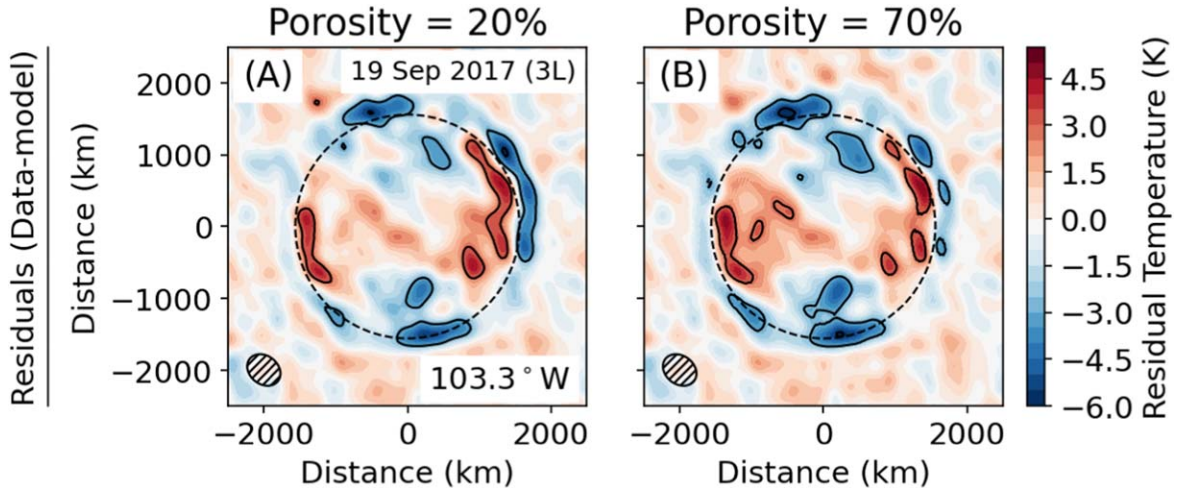 Porosity = 20%
Porosity = 70%
(A)
19 Sep 2017 (3L)
(B)
103.3°W
Residuals (Data-model)
Distance (km)
2000
1000
0
−1000
−2000
−2000 0 2000
−2000 0 2000
Distance (km)
Distance (km)
4.5
3.0
1.5
0.0
−1.5
−3.0
−4.5
−6.0
Residual Temperature (K)